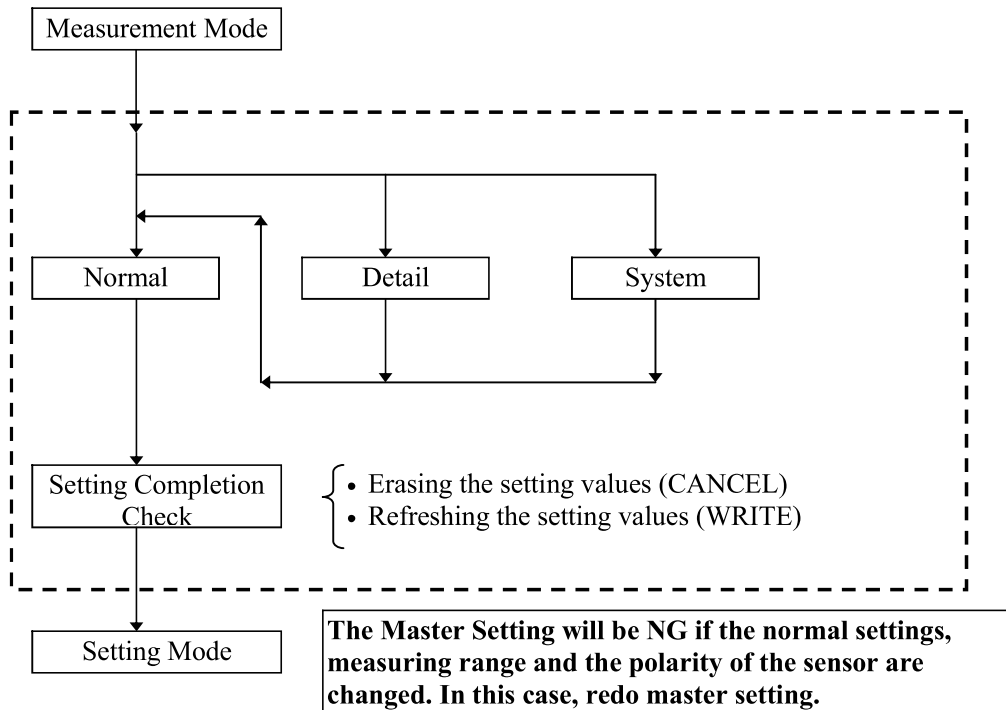 Measurement Mode
Normal
Detail
System
Setting Completion
Check
• Erasing the setting values (CANCEL)
• Refreshing the setting values (WRITE)
Setting Mode
The Master Setting will be NG if the normal settings,
measuring range and the polarity of the sensor are
changed. In this case, redo master setting.